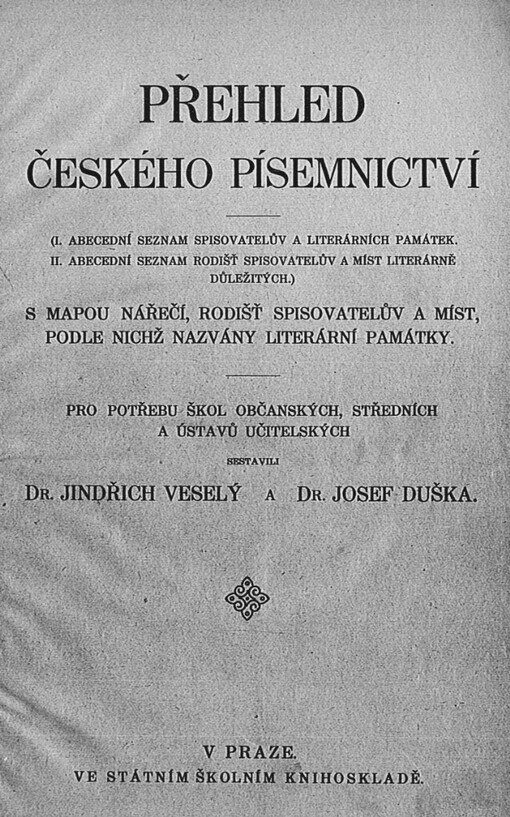 PŘEHLED
ČESKÉHO PÍSEMNICTVÍ
(I. ABECEDNÍ SEZNAM SPISOVATELŮV A LITERÁRNÍCH PAMÁTEK.
II. ABECEDNÍ SEZNAM RODIŠŤ SPISOVATELŮV A MÍST LITERÁRNĚ
DŮLEŽITÝCH.)
S MAPOU NÁŘEČÍ, RODIŠŤ SPISOVATELŮV A MÍST,
PODLE NICHŽ NAZVÁNY LITERÁRNÍ PAMÁTKY.
PRO POTŘEBU ŠKOL OBČANSKÝCH, STŘEDNÍCH
A ÚSTAVŮ UČITELSKÝCH
SESTAVILI
DR. JINDŘICH VESELÝ A DR. JOSEF DUŠKA.
V PRAZE.
VE STÁTNÍM ŠKOLNÍM KNIHOSKLADĚ.